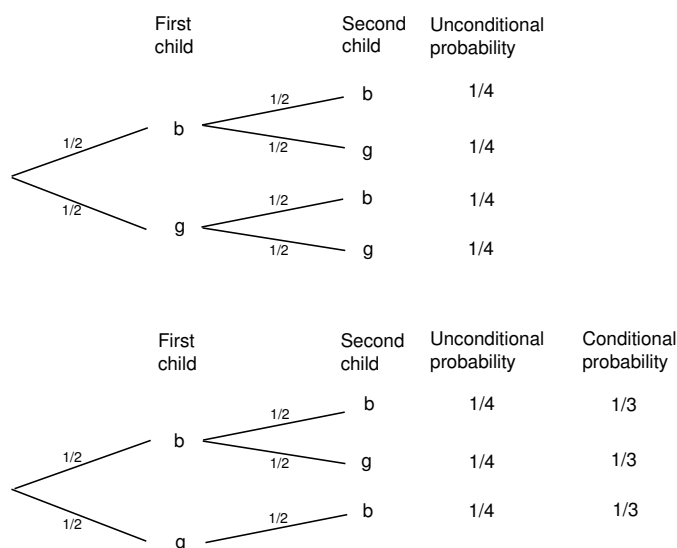 First child Second child Unconditional probability
1/2 b 1/2 b 1/4
1/2 g 1/4
1/2 g 1/2 b 1/4
1/2 g 1/4
First child Second child Unconditional probability Conditional probability
1/2 b 1/2 b 1/4 1/3
1/2 g 1/4 1/3
1/2 g 1/2 b 1/4 1/3